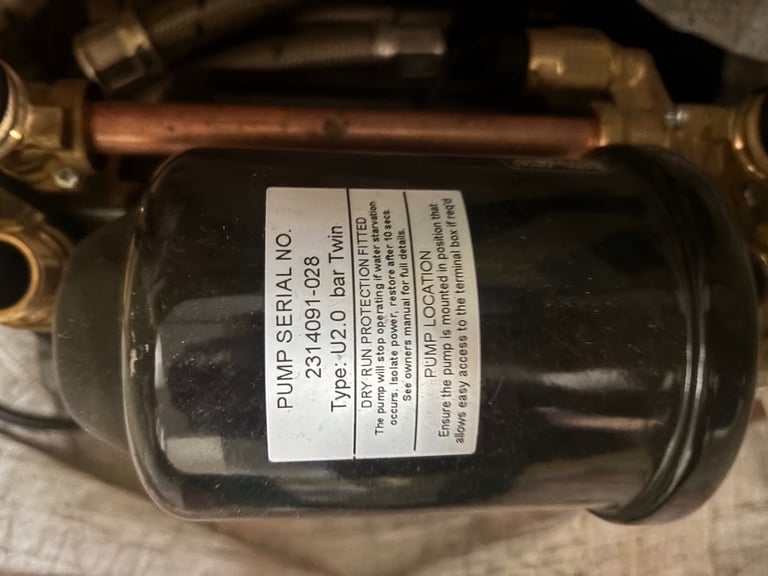 PUMP SERIAL NO.
2314091-028
Type: U2.0 bar Twin
DRY RUN PROTECTION FITTED
The pump will stop operating if water starvation
occurs, Isolate power, restore after 10 secs.
See owners manual for full details.
PUMP LOCATION
Ensure the pump is mounted in position that
allows easy access to the terminal box if req'd